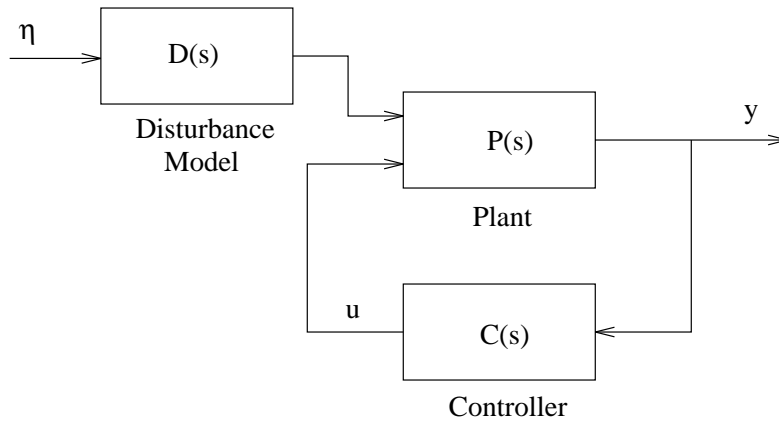 η
D(s)
Disturbance
Model
P(s)
Plant
y
u
C(s)
Controller